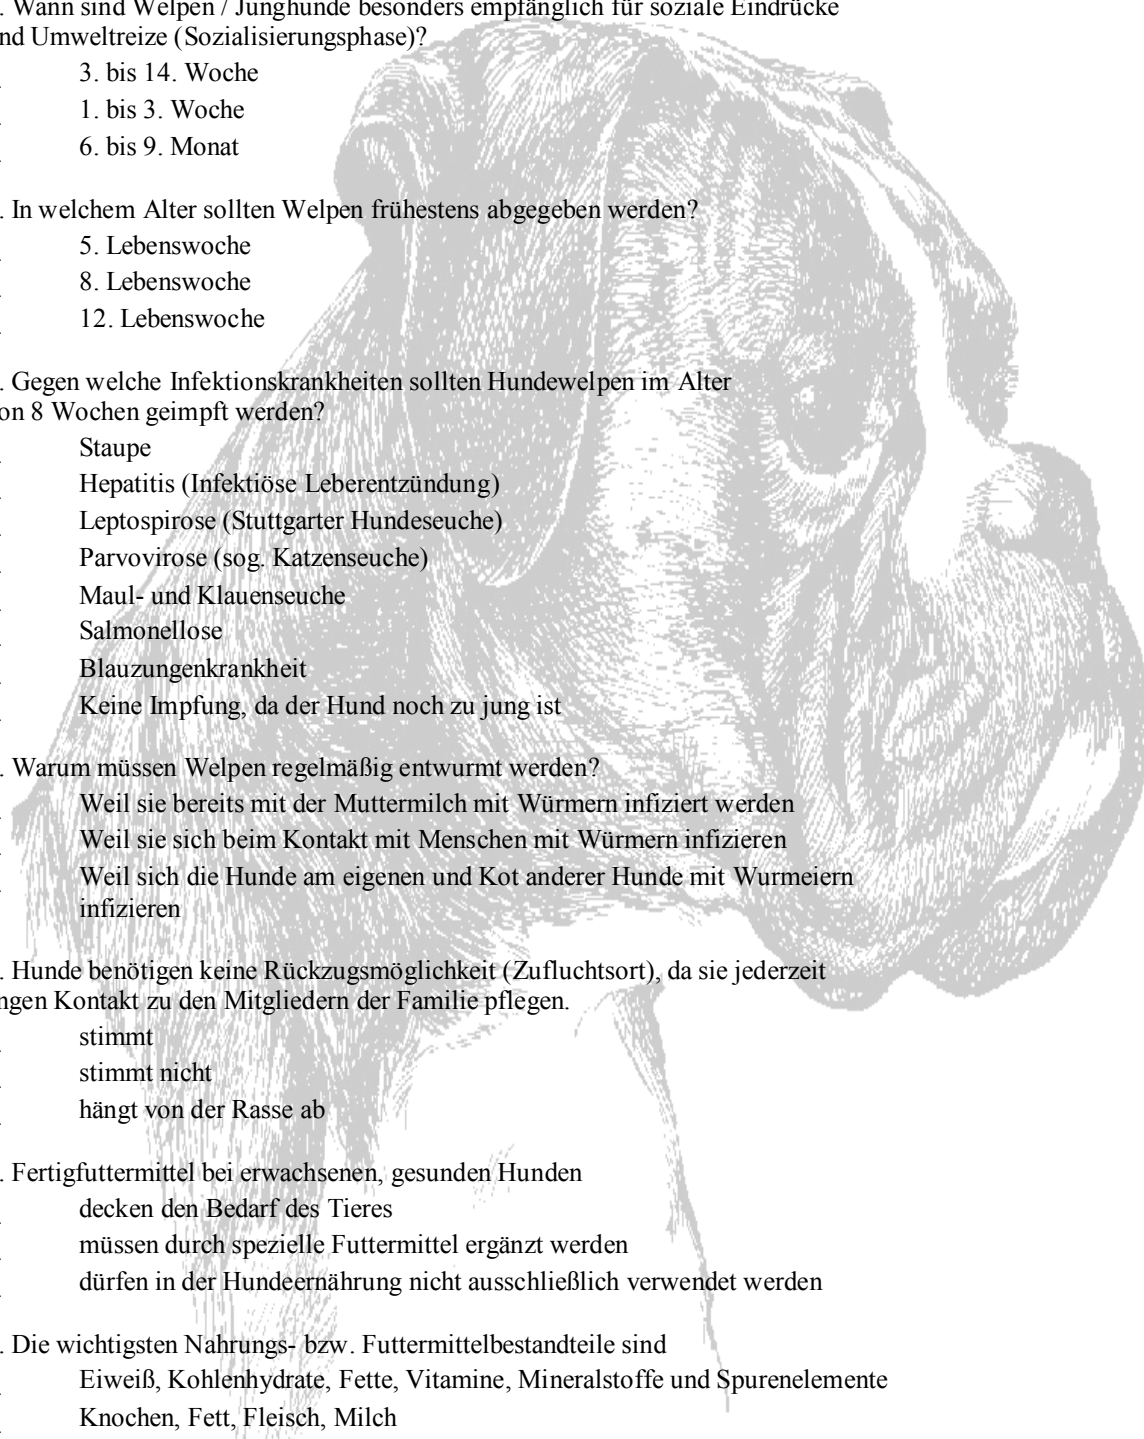 . Wann sind Welpen / Junghunde besonders empfänglich für soziale Eindrücke
nd Umweltreize (Sozialisierungsphase)?
3. bis 14. Woche
1. bis 3. Woche
6. bis 9. Monat
. In welchem Alter sollten Welpen frühestens abgegeben werden?
5. Lebenswoche
8. Lebenswoche
12. Lebenswoche
. Gegen welche Infektionskrankheiten sollten Hundewelpen im Alter
on 8 Wochen geimpft werden?
Staupe
Hepatitis (Infektiöse Leberentzündung)
Leptospirose (Stuttgarter Hundeseuche)
Parvovirose (sog. Katzenseuche)
Maul- und Klauenseuche
Salmonellose
Blauzungenkrankheit
Keine Impfung, da der Hund noch zu jung ist
. Warum müssen Welpen regelmäßig entwurmt werden?
Weil sie bereits mit der Muttermilch mit Würmern infiziert werden
Weil sie sich beim Kontakt mit Menschen mit Würmern infizieren
Weil sich die Hunde am eigenen und Kot anderer Hunde mit Wurmeiern
infizieren
. Hunde benötigen keine Rückzugsmöglichkeit (Zufluchtsort), da sie jederzeit
ngen Kontakt zu den Mitgliedern der Familie pflegen.
stimmt
stimmt nicht
hängt von der Rasse ab
. Fertigfuttermittel bei erwachsenen, gesunden Hunden
decken den Bedarf des Tieres
müssen durch spezielle Futtermittel ergänzt werden
dürfen in der Hundeernährung nicht ausschließlich verwendet werden
. Die wichtigsten Nahrungs- bzw. Futtermittelbestandteile sind
Eiweiß, Kohlenhydrate, Fette, Vitamine, Mineralstoffe und Spurenelemente
Knochen, Fett, Fleisch, Milch